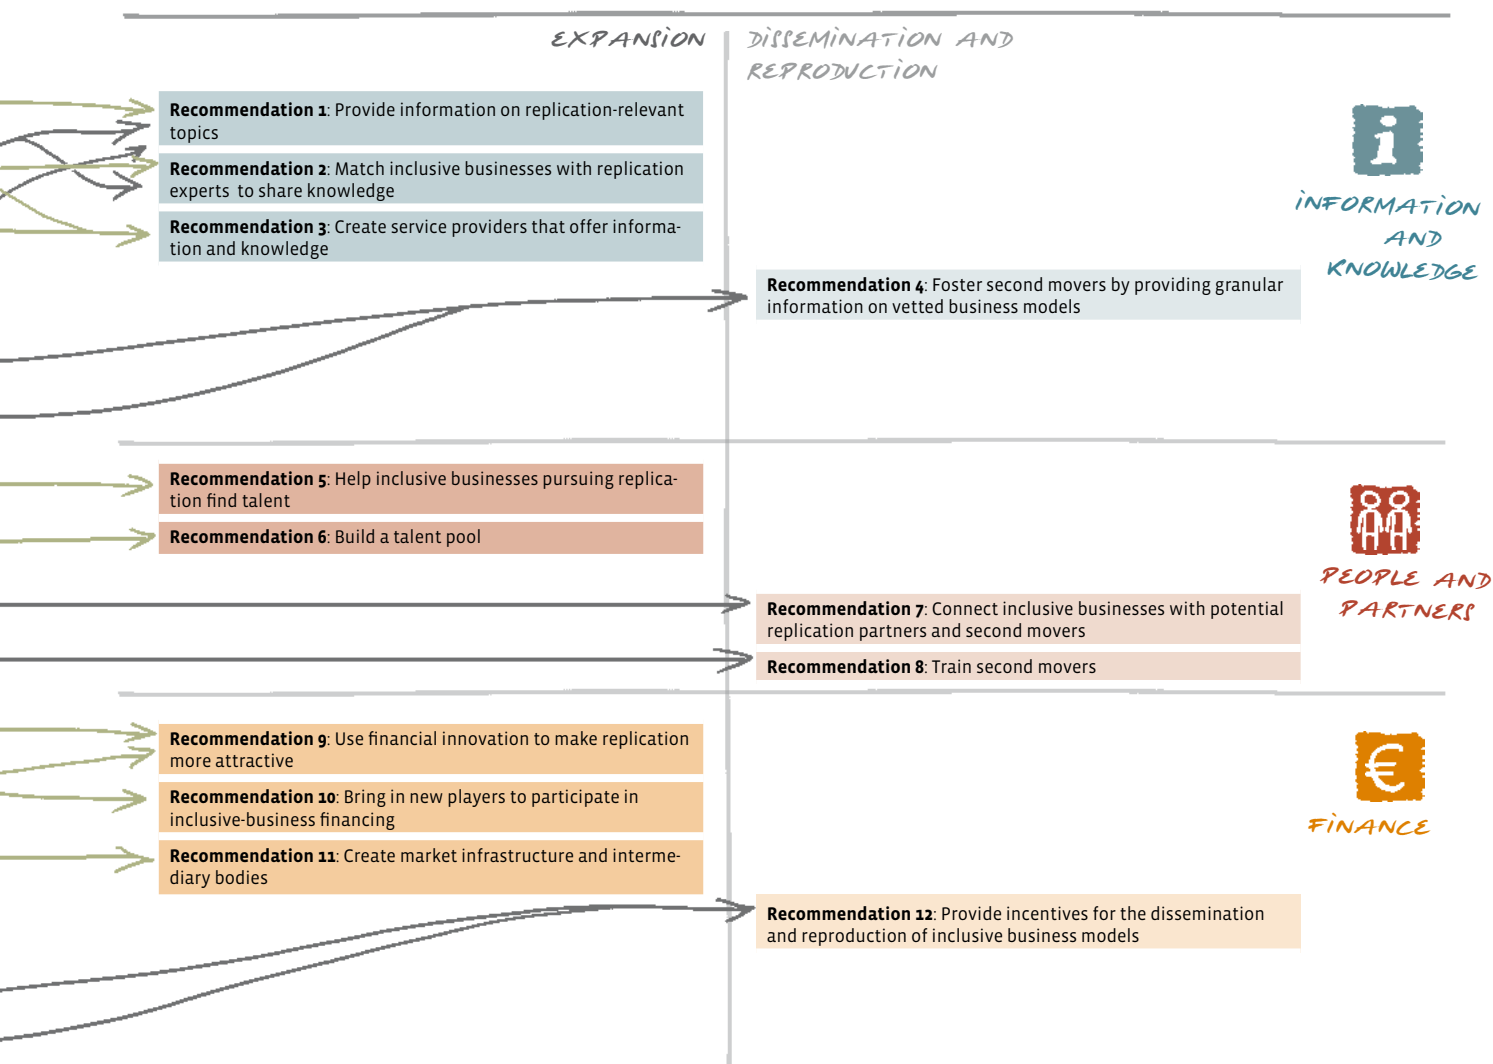 EXPANSION
DISSEMINATION AND
REPRODUCTION
Recommendation 1: Provide information on replication-relevant
topics
Recommendation 2: Match inclusive businesses with replication
experts to share knowledge
Recommendation 3: Create service providers that offer informa-
tion and knowledge
Recommendation 4: Foster second movers by providing granular
information on vetted business models
i
INFORMATION
AND
KNOWLEDGE
Recommendation 5: Help inclusive businesses pursuing replica-
tion find talent
Recommendation 6: Build a talent pool
Recommendation 7: Connect inclusive businesses with potential
replication partners and second movers
Recommendation 8: Train second movers
PEOPLE AND
PARTNERS
Recommendation 9: Use financial innovation to make replication
more attractive
Recommendation 10: Bring in new players to participate in
inclusive-business financing
Recommendation 11: Create market infrastructure and interme-
diary bodies
Recommendation 12: Provide incentives for the dissemination
and reproduction of inclusive business models
€
FINANCE